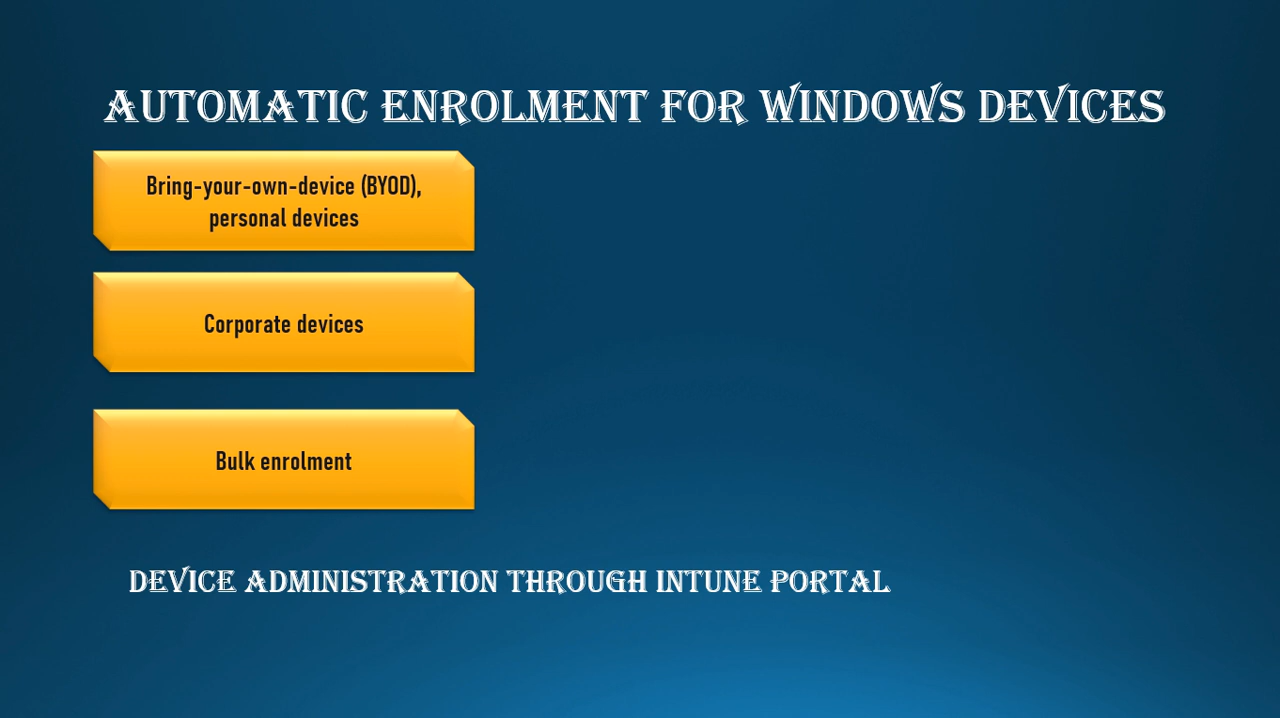 AUTOMATIC ENROLMENT FOR WINDOWS DEVICES
Bring-your-own-device (BYOD),
personal devices
Corporate devices
Bulk enrolment
DEVICE ADMINISTRATION THROUGH INTUNE PORTAL